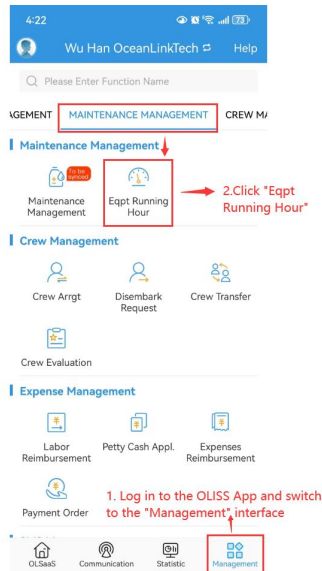 4:22
73
Wu Han OceanLinkTech
Help
Please Enter Function Name
AGEMENT MAINTENANCE MANAGEMENT CREW MA
Maintenance Management
To be synced
Maintenance Management
Eqpt Running Hour
2.Click "Eqpt Running Hour"
Crew Management
Crew Arrgt
Disembark Request
Crew Transfer
Crew Evaluation
Expense Management
Labor Reimbursement
Petty Cash Appl.
Expenses Reimbursement
Payment Order
1. Log in to the OLISS App and switch
to the "Management" interface
OLSaaS
Communication
Statistic
Management